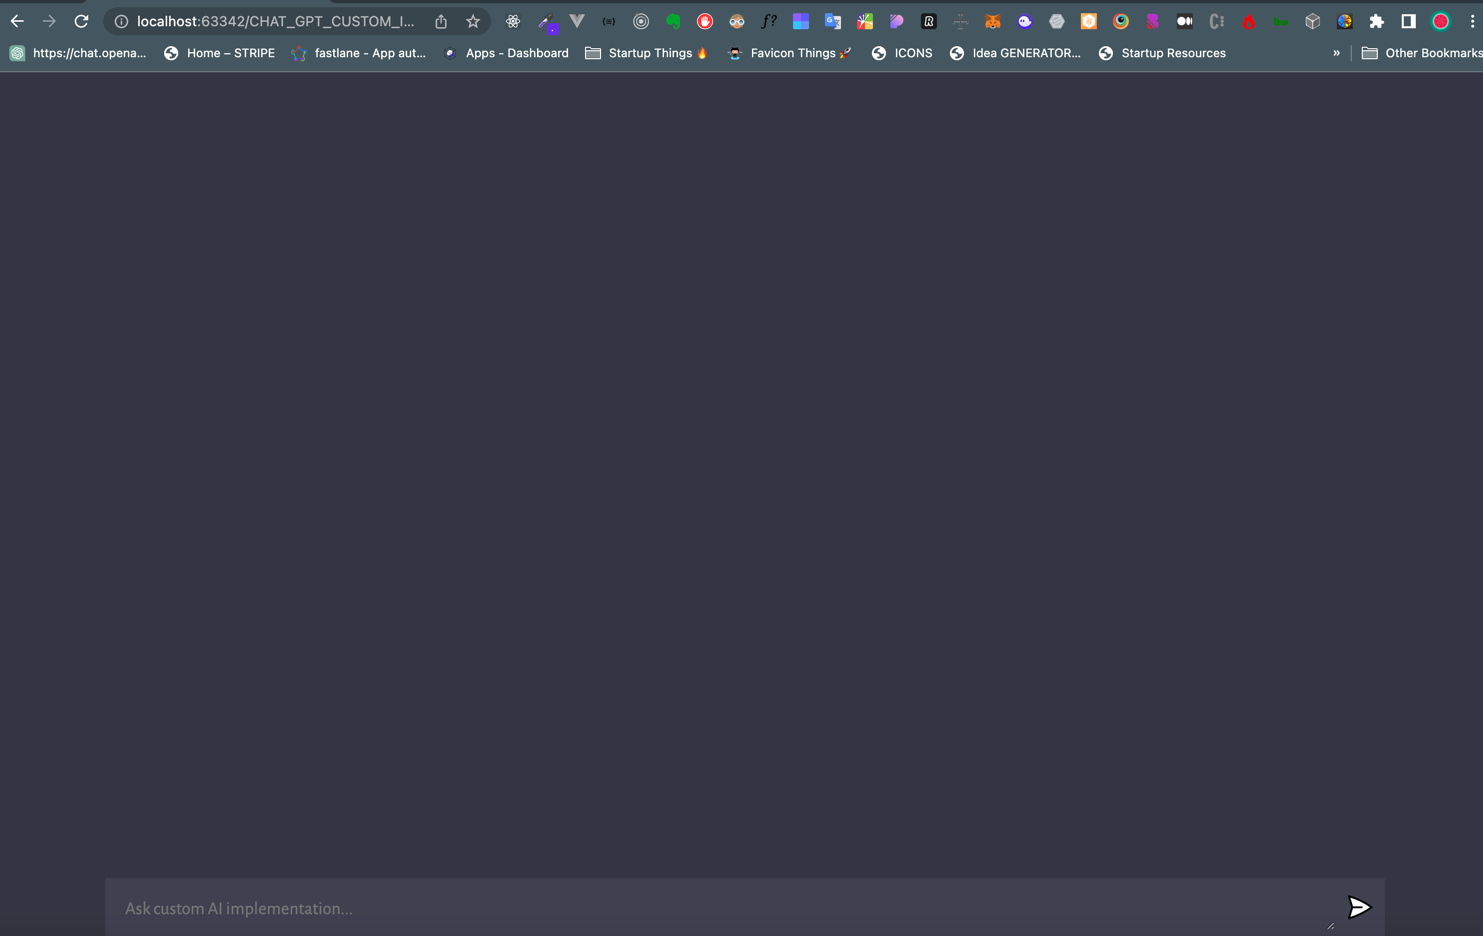 localhost:63342/CHAT_GPT_CUSTOM_I...
https://chat.opena...
Home – STRIPE
fastlane - App aut...
Apps - Dashboard
Startup Things 🔥
Favicon Things 🚀
ICONS
Idea GENERATOR...
Startup Resources
»
Other Bookmarks
Ask custom AI implementation...